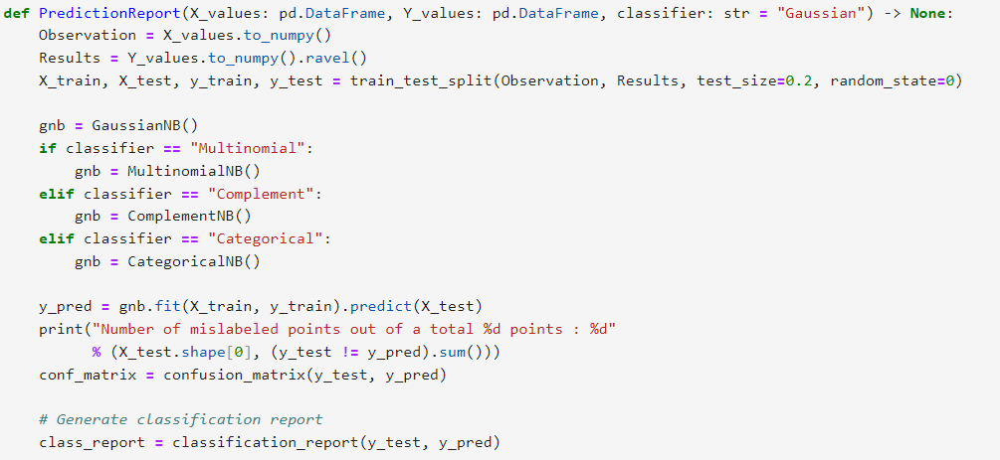 def PredictionReport(X_values: pd.DataFrame, Y_values: pd.DataFrame, classifier: str = "Gaussian") -> None:
    Observation = X_values.to_numpy()
    Results = Y_values.to_numpy().ravel()
    X_train, X_test, y_train, y_test = train_test_split(Observation, Results, test_size=0.2, random_state=0)

    gnb = GaussianNB()
    if classifier == "Multinomial":
        gnb = MultinomialNB()
    elif classifier == "Complement":
        gnb = ComplementNB()
    elif classifier == "Categorical":
        gnb = CategoricalNB()

    y_pred = gnb.fit(X_train, y_train).predict(X_test)
    print("Number of mislabeled points out of a total %d points : %d"
          % (X_test.shape[0], (y_test != y_pred).sum()))
    conf_matrix = confusion_matrix(y_test, y_pred)

    # Generate classification report
    class_report = classification_report(y_test, y_pred)